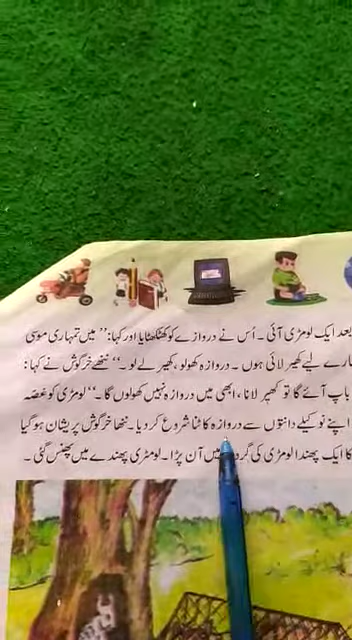 بعد ایک لومڑی آئی۔ اُس نے دروازے کو کھٹکھٹایا اور کہا: ”میں تمہاری موسی
ارے لیے کھیر لائی ہوں۔ دروازہ کھولو، کھیر لے لو۔“ ننھے خرگوش نے کہا:
باپ آئے گا تو کھیر لانا، ابھی میں دروازہ نہیں کھولوں گا۔“ لومڑی کو غصہ
اپنے نوکیلے دانتوں سے دروازہ کاٹنا شروع کر دیا۔ ننھا خرگوش پریشان ہو گیا
کا ایک پھندا لومڑی کی میں آن پڑا۔ لومڑی پھندے میں پھنس گئی۔